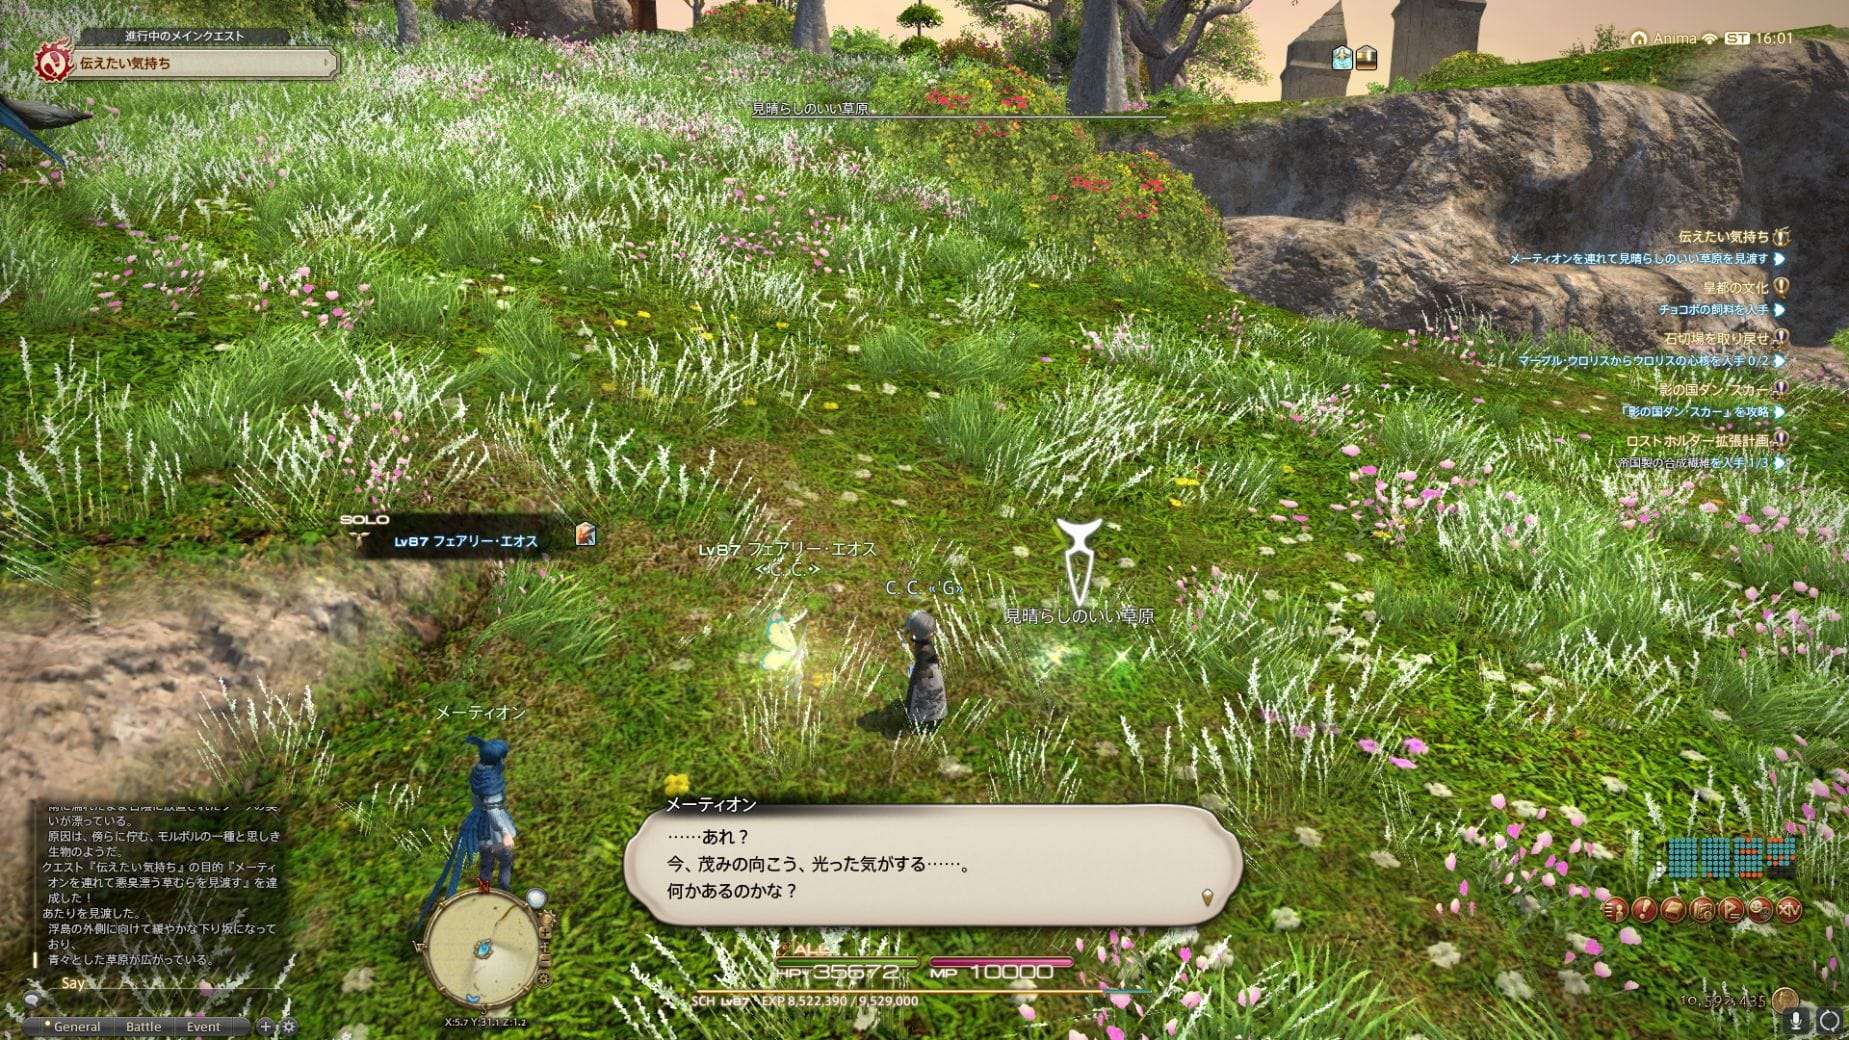 進行中のメインクエスト
伝えたい気持ち
Anima ST 16:01
見晴らしのいい草原
伝えたい気持ち
メーティオンを連れて見晴らしのいい草原を見渡す
皇都の文化
チョコボの飼料を入手
石切場を取り戻せ
マーブル・ウロリスからウロリスの心核を入手 0/2
影の国ダン・スカー
『影の国ダン・スカー』を攻略
ロストホルダー拡張計画
帝国製の合成繊維を入手 1/3
SOLO
Lv87 フェアリー・エオス
Lv87 フェアリー・エオス
«C. C.»
C. C. «'G»
見晴らしのいい草原
メーティオン
メーティオン
……あれ？
今、茂みの向こう、光った気がする……。
何かあるのかな？
いが漂っている。
原因は、傍らに佇む、モルボルの一種と思しき
生物のようだ。
クエスト『伝えたい気持ち』の目的『メーティ
オンを連れて悪臭漂う草むらを見渡す』を達
成した！
あたりを見渡した。
浮島の外側に向けて緩やかな下り坂になって
おり、
青々とした草原が広がっている。
Say
General Battle Event
N
W
S
X:5.7 Y:31.1 Z:1.2
ALL
HP 35672 MP 10000
SCH Lv87 EXP 8,522,390 / 9,529,000
10,592,435
XIV